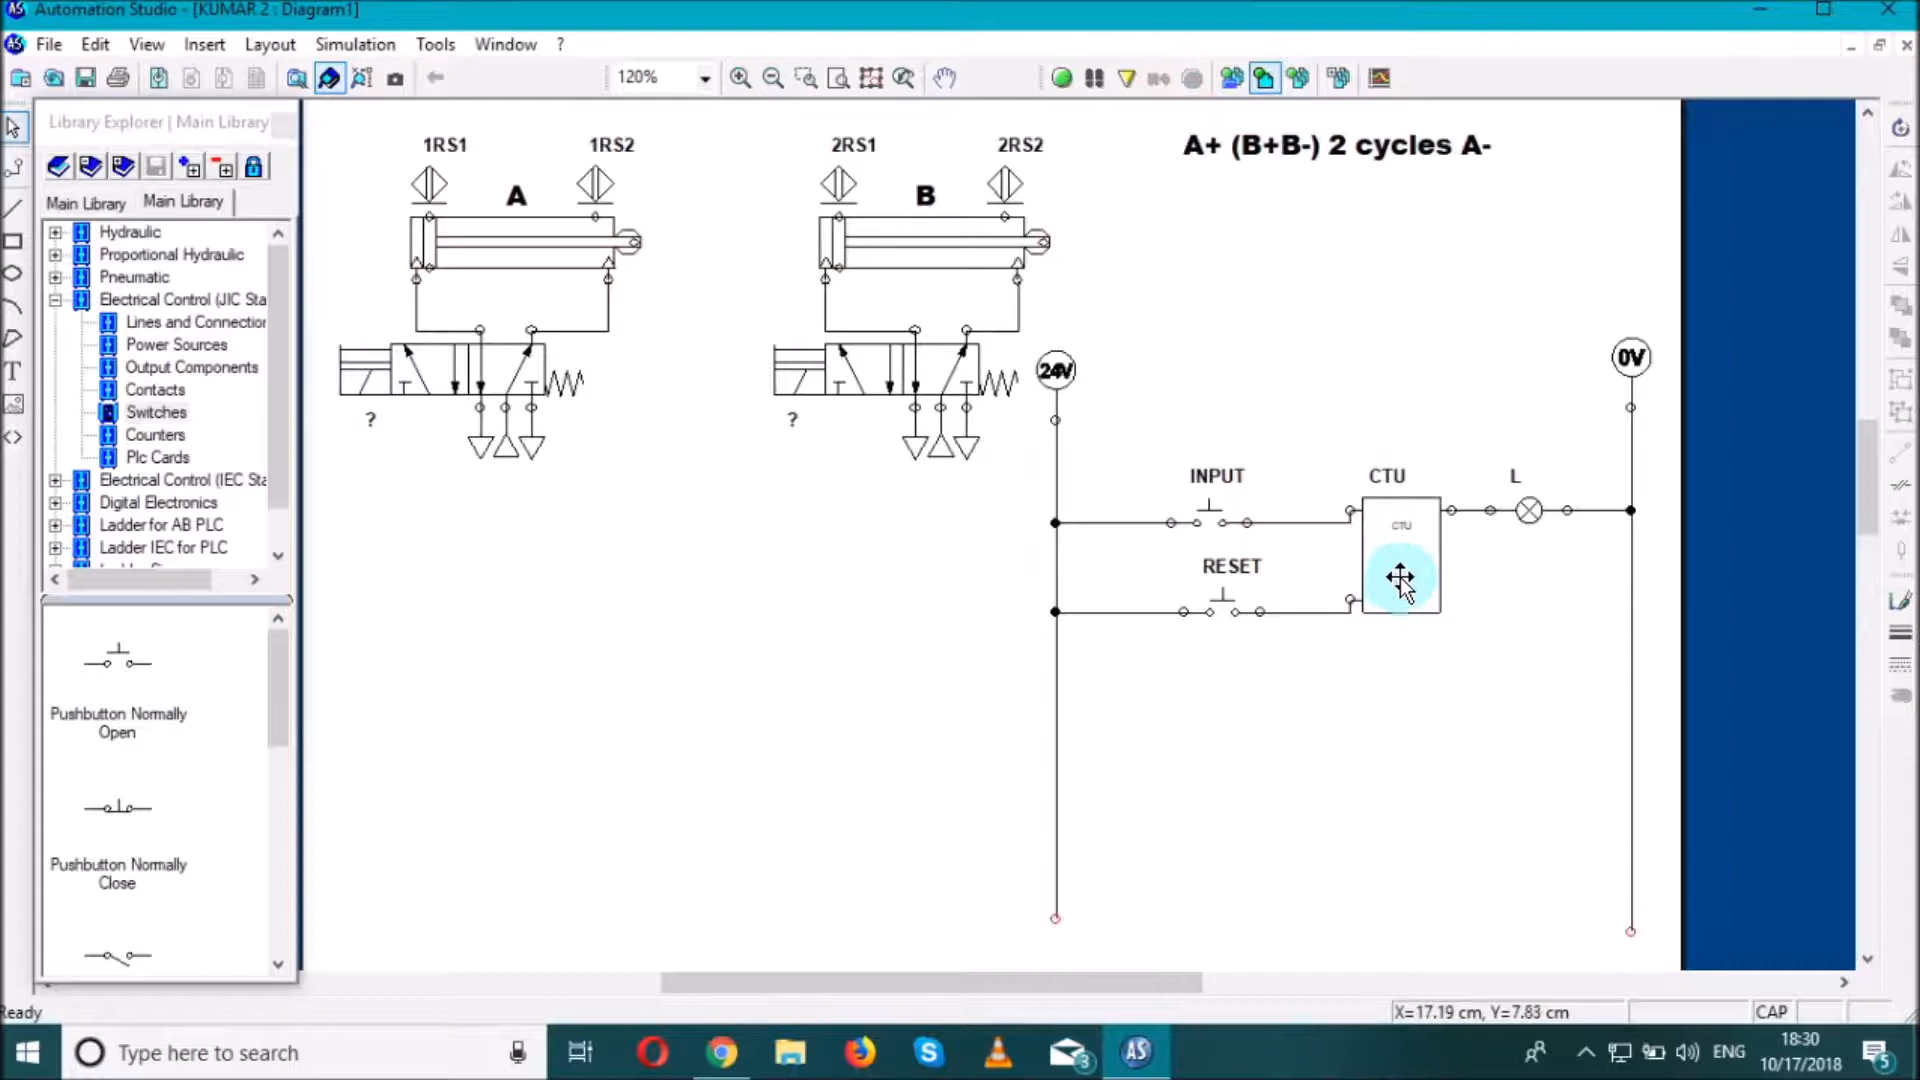 Automation Studio - [KUMAR 2 : Diagram1]
File Edit View Insert Layout Simulation Tools Window ?
120%
Library Explorer | Main Library
Main Library Main Library
Hydraulic
Proportional Hydraulic
Pneumatic
Electrical Control (JIC Sta
Lines and Connection
Power Sources
Output Components
Contacts
Switches
Counters
Plc Cards
Electrical Control (IEC Sta
Digital Electronics
Ladder for AB PLC
Ladder IEC for PLC
Pushbutton Normally
Open
Pushbutton Normally
Close
1RS1 1RS2 2RS1 2RS2 A+ (B+B-) 2 cycles A-
A B
24V 0V
? ?
INPUT CTU L
CTU
RESET
Ready X=17.19 cm, Y=7.83 cm CAP
Type here to search
AS
3
ENG
18:30
10/17/2018
5